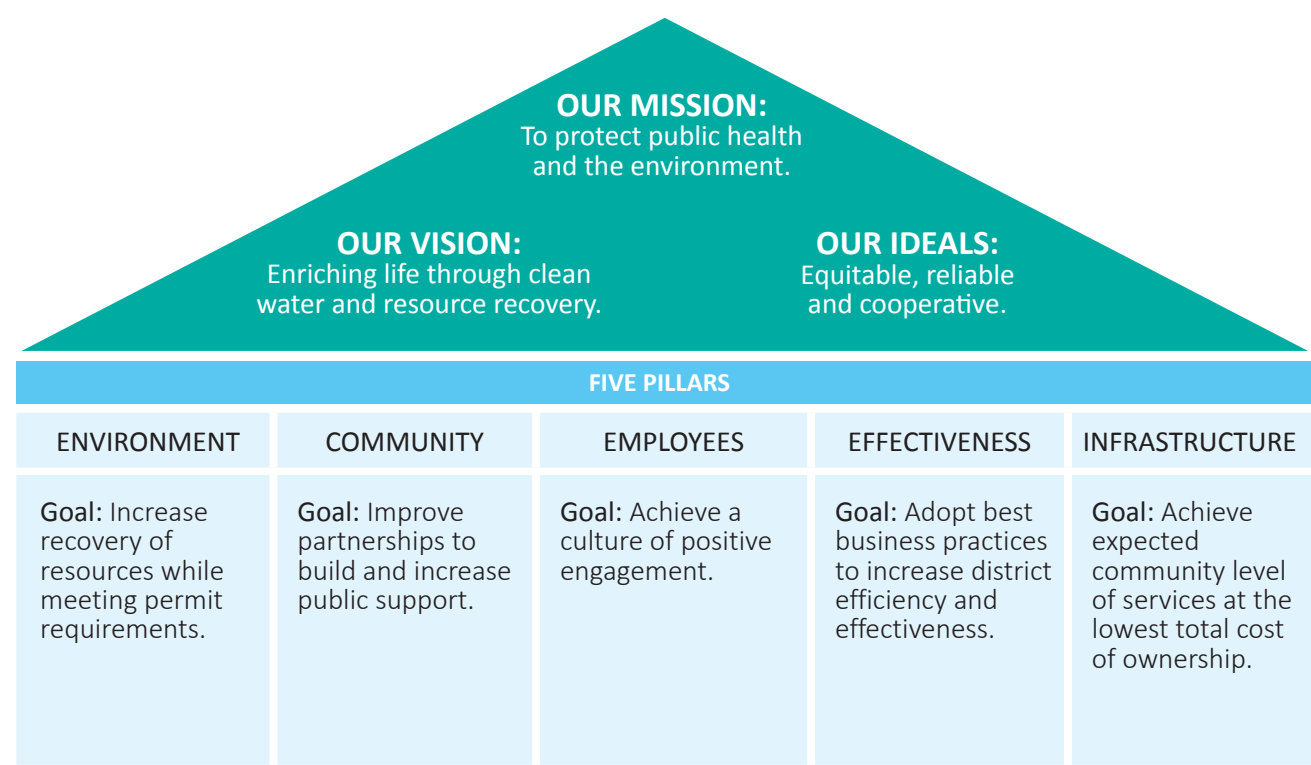 OUR MISSION:
To protect public health
and the environment.
OUR VISION:
Enriching life through clean
water and resource recovery.
OUR IDEALS:
Equitable, reliable
and cooperative.
FIVE PILLARS
ENVIRONMENT
Goal: Increase
recovery of
resources while
meeting permit
requirements.
COMMUNITY
Goal: Improve
partnerships to
build and increase
public support.
EMPLOYEES
Goal: Achieve a
culture of positive
engagement.
EFFECTIVENESS
Goal: Adopt best
business practices
to increase district
efficiency and
effectiveness.
INFRASTRUCTURE
Goal: Achieve
expected
community level
of services at the
lowest total cost
of ownership.